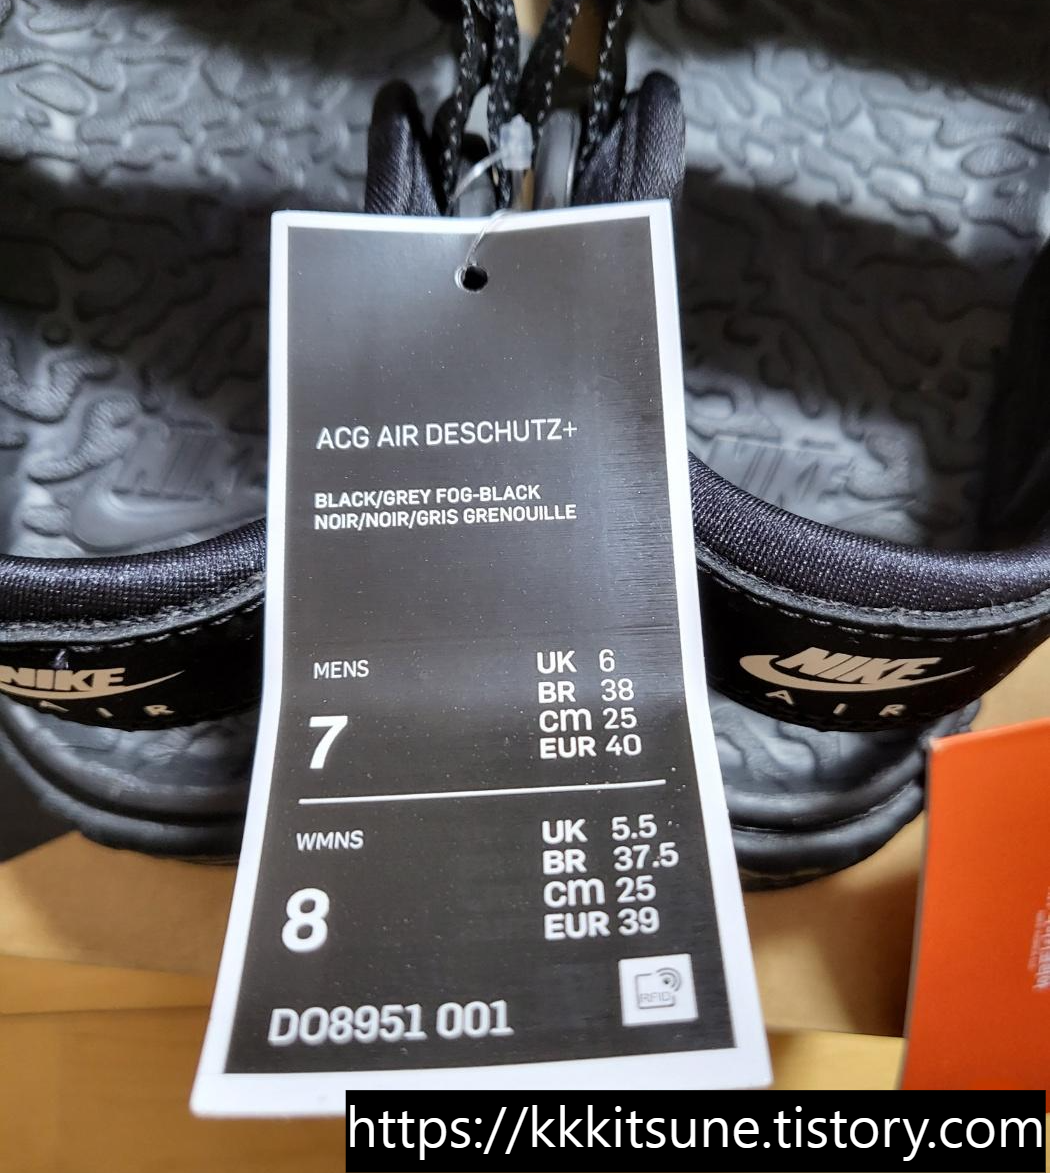 ACG AIR DESCHUTZ+
BLACK/GREY FOG-BLACK
NOIR/NOIR/GRIS GRENOUILLE
MENS
7
UK 6
BR 38
cm 25
EUR 40
WMNS
8
UK 5.5
BR 37.5
cm 25
EUR 39
DO8951 001
RFID
NIKE
AIR
NIKE
AIR
NIKE
NIKE
https://kkkitsune.tistory.com